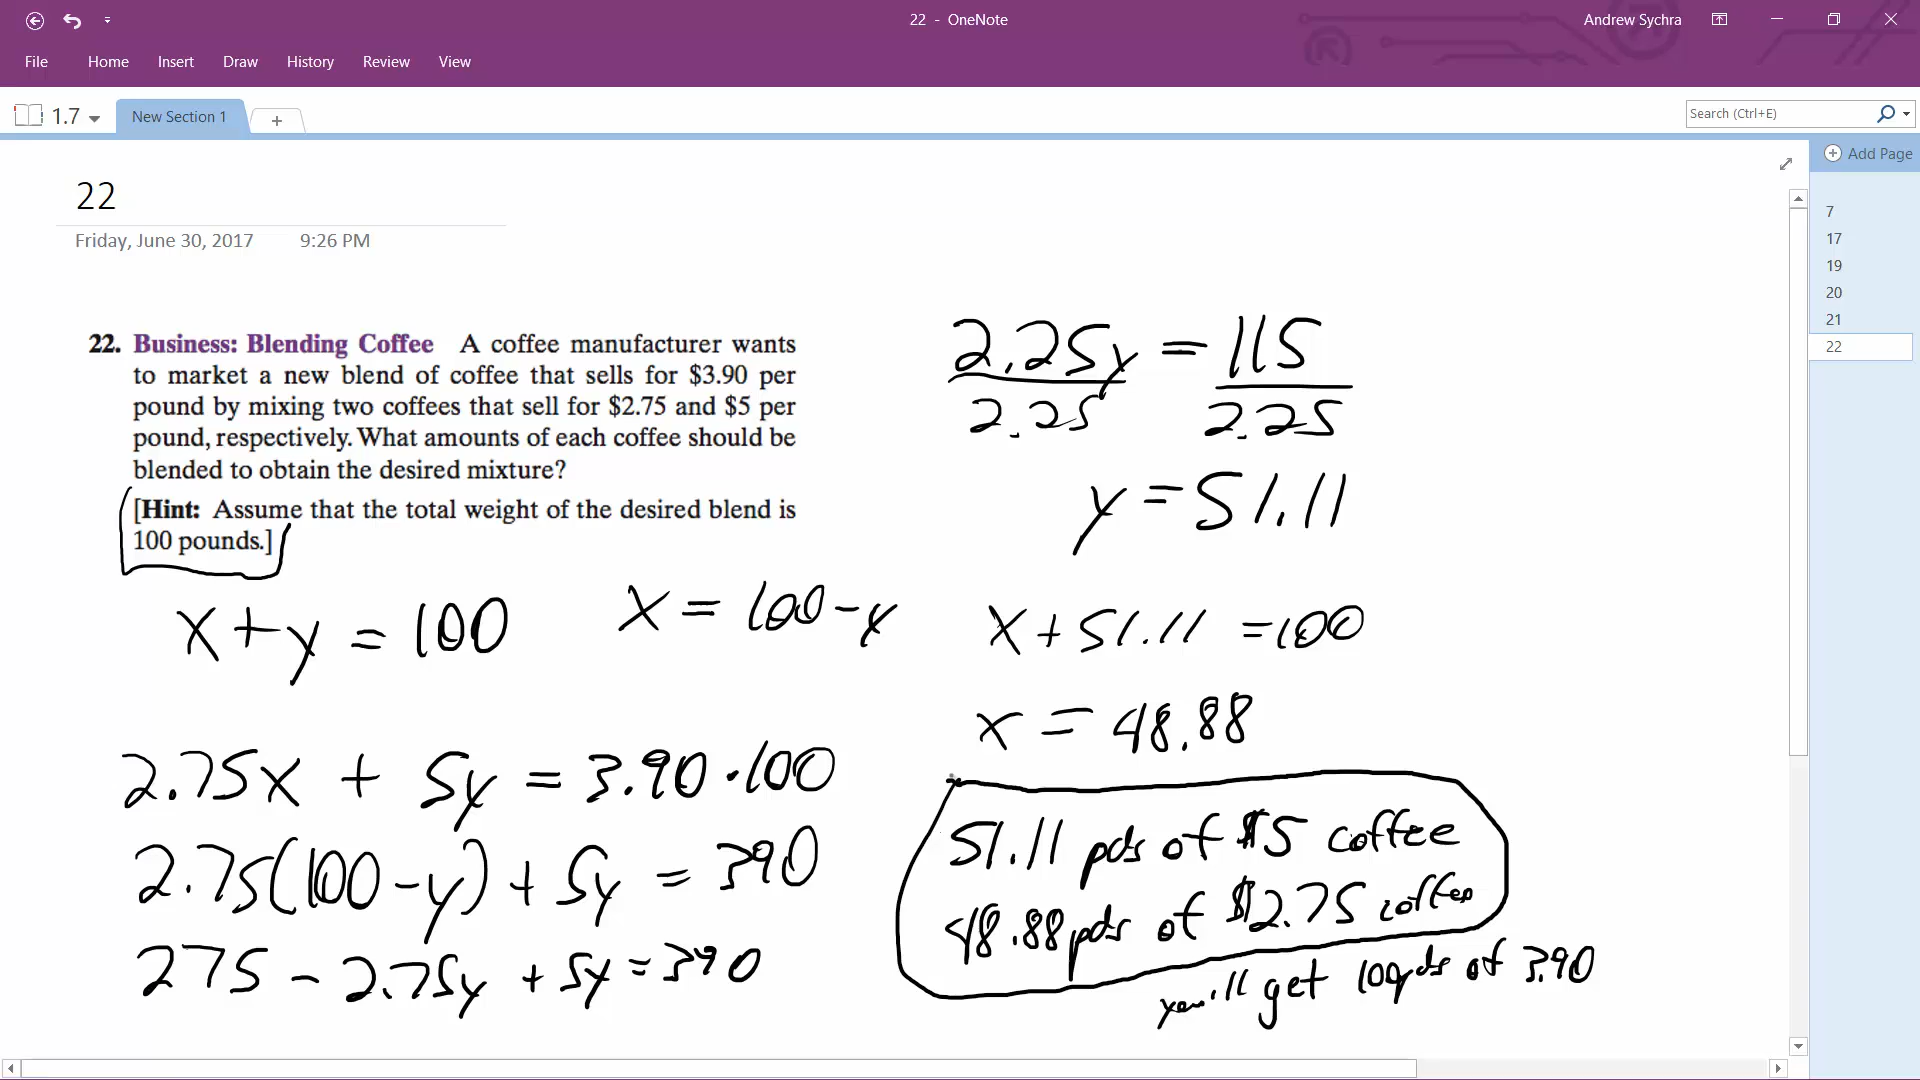 22 - OneNote
Andrew Sychra
File Home Insert Draw History Review View
1.7
New Section 1
+
Search (Ctrl+E)
Add Page
7
17
19
20
21
22
22
Friday, June 30, 2017 9:26 PM
22. Business: Blending Coffee A coffee manufacturer wants
to market a new blend of coffee that sells for $3.90 per
pound by mixing two coffees that sell for $2.75 and $5 per
pound, respectively. What amounts of each coffee should be
blended to obtain the desired mixture?
[Hint: Assume that the total weight of the desired blend is
100 pounds.]
x + y = 100
x = 100 - y
2.75x + 5y = 3.90 · 100
2.75(100 - y) + 5y = 390
275 - 2.75y + 5y = 390
2.25y = 115
2.25 2.25
y = 51.11
x + 51.11 = 100
x = 48.88
51.11 pds of $5 coffee
48.88 pds of $2.75 coffee
you'll get 100pds of 3.90